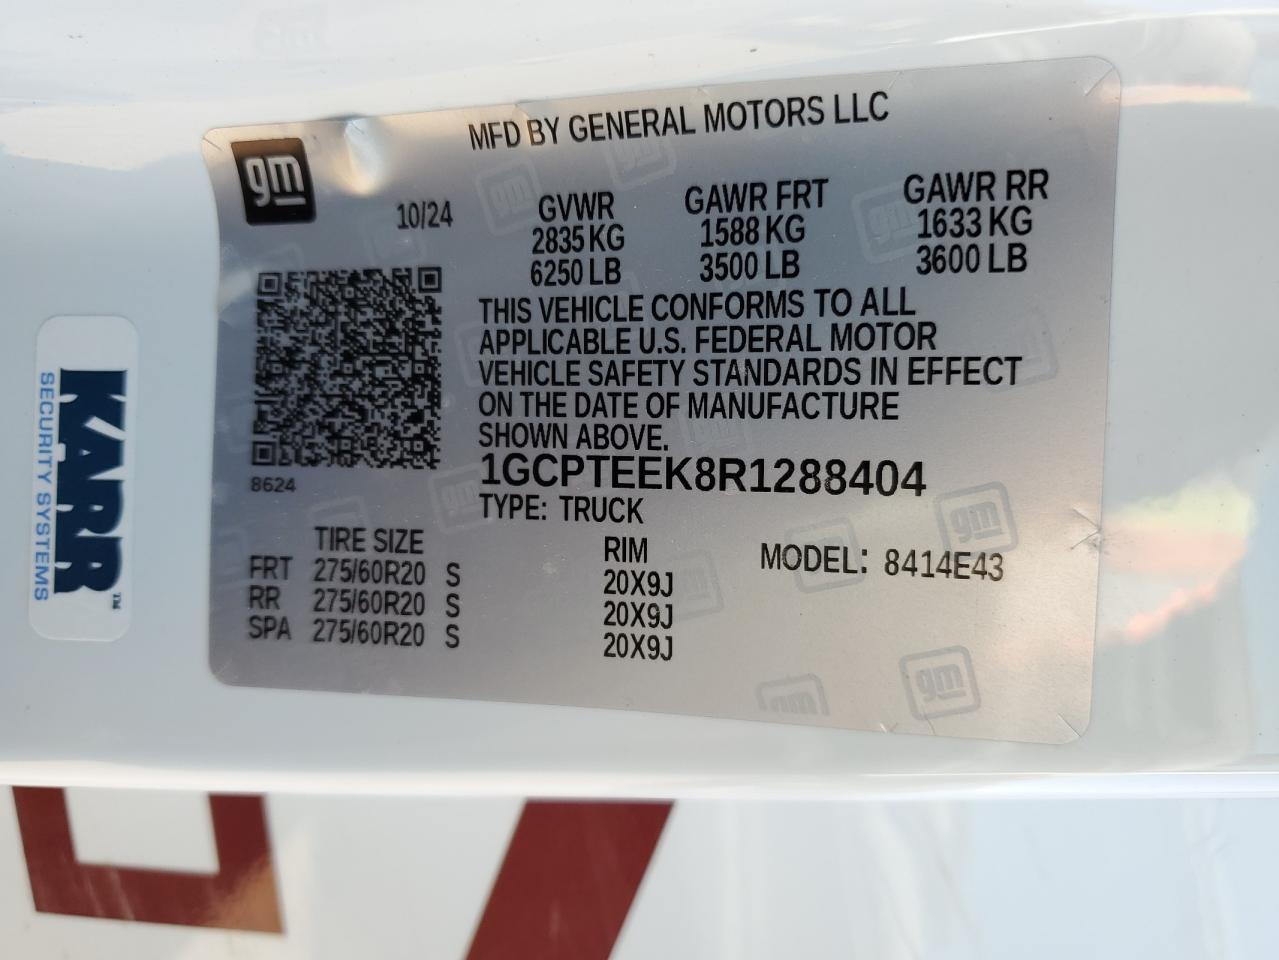 MFD BY GENERAL MOTORS LLC
gm
10/24
GVWR
2835 KG
6250 LB
GAWR FRT
1588 KG
3500 LB
GAWR RR
1633 KG
3600 LB
THIS VEHICLE CONFORMS TO ALL
APPLICABLE U.S. FEDERAL MOTOR
VEHICLE SAFETY STANDARDS IN EFFECT
ON THE DATE OF MANUFACTURE
SHOWN ABOVE.
1GCPTEEK8R1288404
TYPE: TRUCK
8624
TIRE SIZE
FRT 275/60R20 S
RR 275/60R20 S
SPA 275/60R20 S
RIM
20X9J
20X9J
20X9J
MODEL: 8414E43
gm
gm
KARR™
SECURITY SYSTEMS